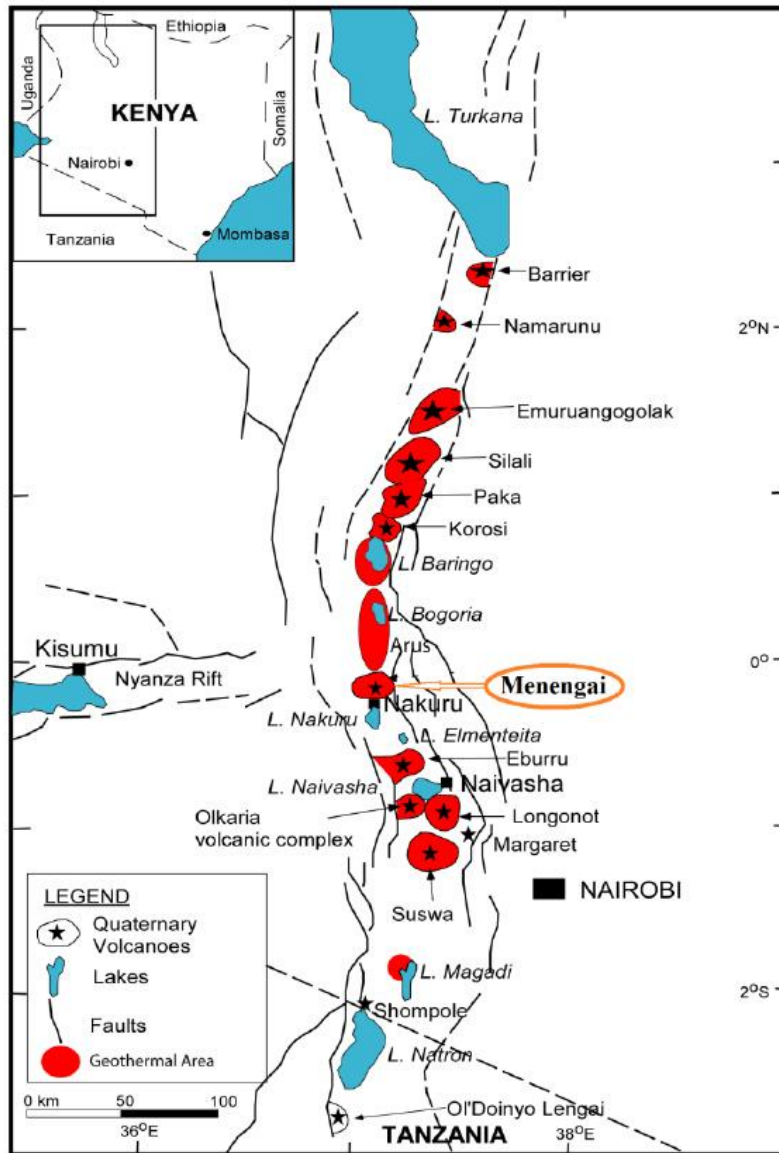 Ethiopia
Uganda
KENYA
Somalia
Nairobi
Tanzania
Mombasa
L. Turkana
Barrier
2°N
Namarunu
Emuruangogolak
Silali
Paka
Korosi
L. Baringo
L. Bogoria
Arus
Kisumu
0°
Nyanza Rift
Menengai
Nakuru
L. Nakuru
L. Elmenteita
Eburru
L. Naivasha
Naivasha
Olkaria
volcanic complex
Longonot
Margaret
NAIROBI
Suswa
LEGEND
Quaternary
Volcanoes
Lakes
Faults
Geothermal Area
L. Magadi
2°S
Shompole
L. Natron
0 km 50 100
Ol'Doinyo Lengai
36°E
TANZANIA
38°E